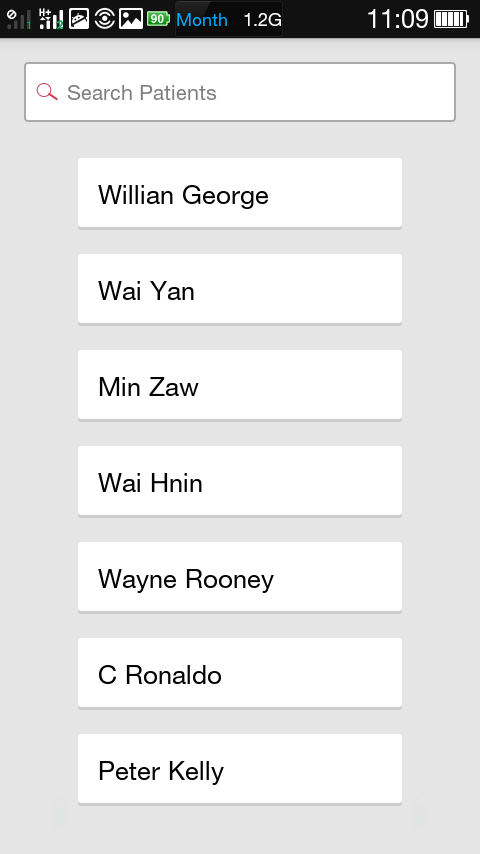 90 Month 1.2G 11:09
Search Patients
Willian George
Wai Yan
Min Zaw
Wai Hnin
Wayne Rooney
C Ronaldo
Peter Kelly